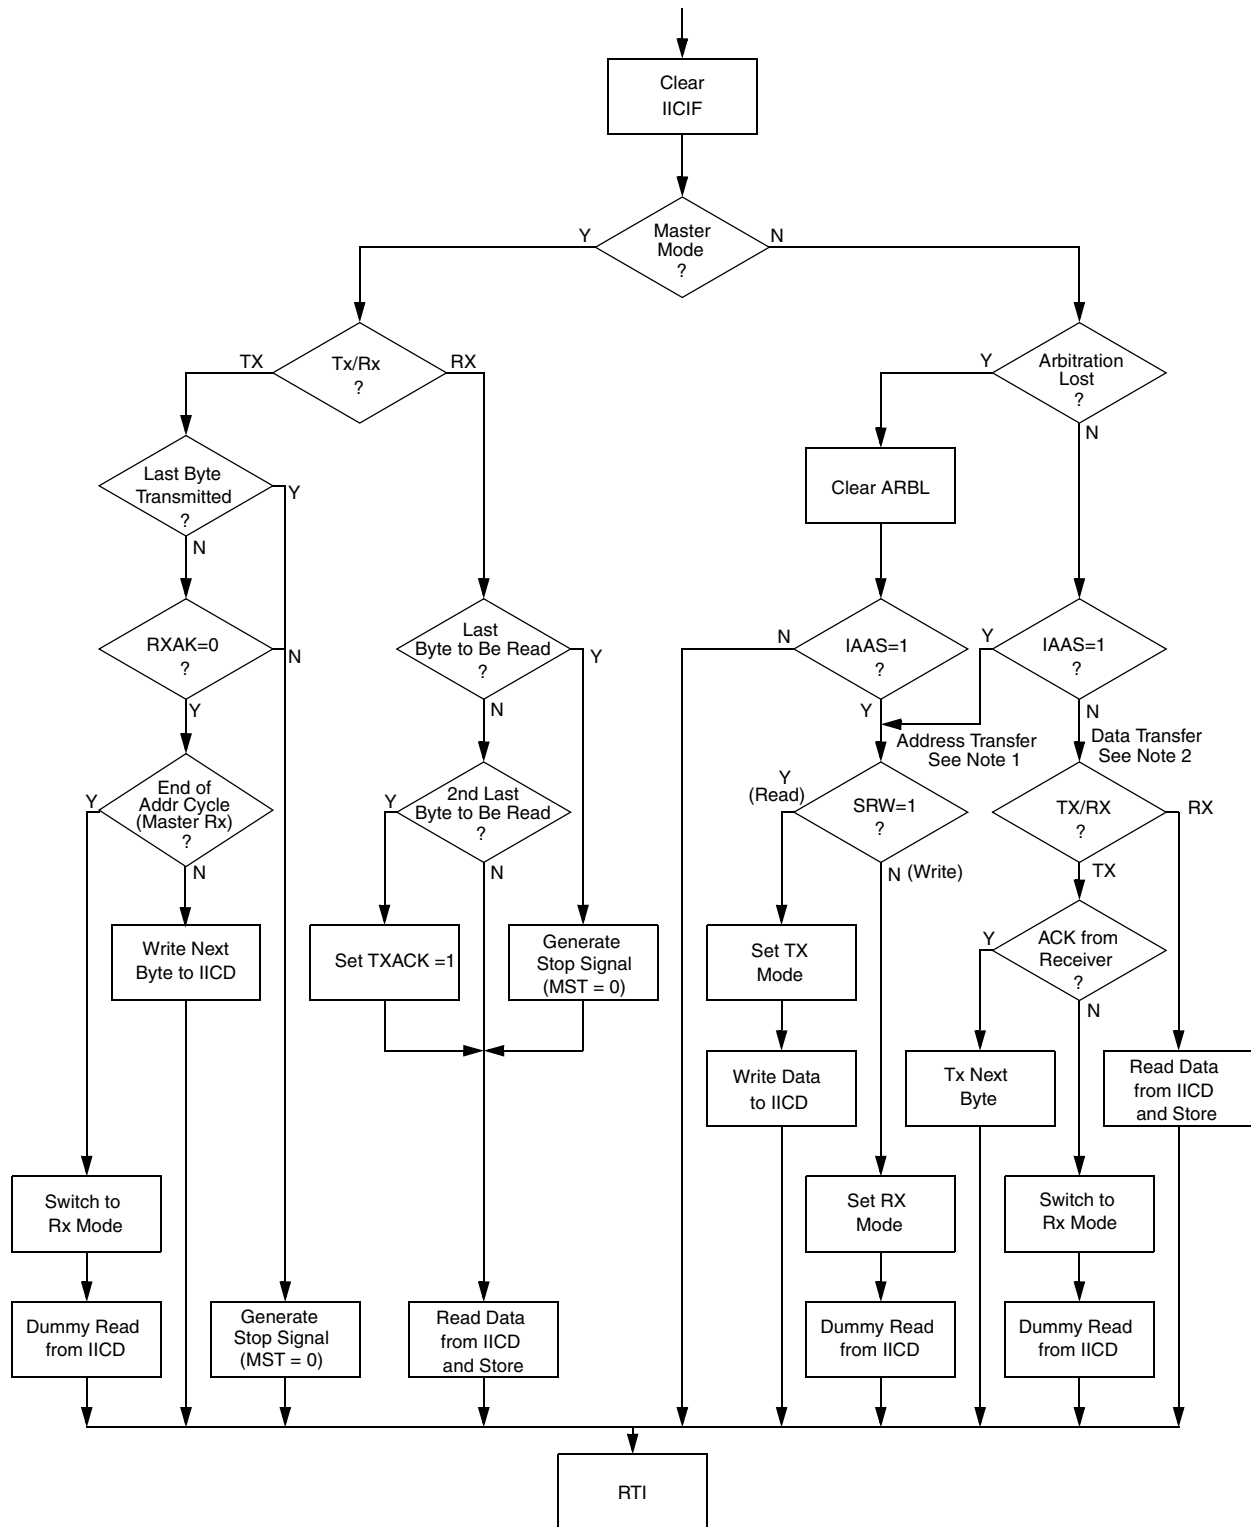 Clear
IICIF
Master
Mode
?
Y
N
Tx/Rx
?
TX
RX
Arbitration
Lost
?
Y
N
Last Byte
Transmitted
?
Y
N
Clear ARBL
RXAK=0
?
N
Y
Last
Byte to Be Read
?
Y
N
IAAS=1
?
N
Y
IAAS=1
?
Y
N
Address Transfer
See Note 1
Data Transfer
See Note 2
End of
Addr Cycle
(Master Rx)
?
Y
N
2nd Last
Byte to Be Read
?
Y
N
Y
(Read)
SRW=1
?
N (Write)
TX/RX
?
RX
TX
Write Next
Byte to IICD
Set TXACK =1
Generate
Stop Signal
(MST = 0)
Set TX
Mode
ACK from
Receiver
?
Y
N
Write Data
to IICD
Tx Next
Byte
Read Data
from IICD
and Store
Switch to
Rx Mode
Set RX
Mode
Switch to
Rx Mode
Dummy Read
from IICD
Generate
Stop Signal
(MST = 0)
Read Data
from IICD
and Store
Dummy Read
from IICD
Dummy Read
from IICD
RTI